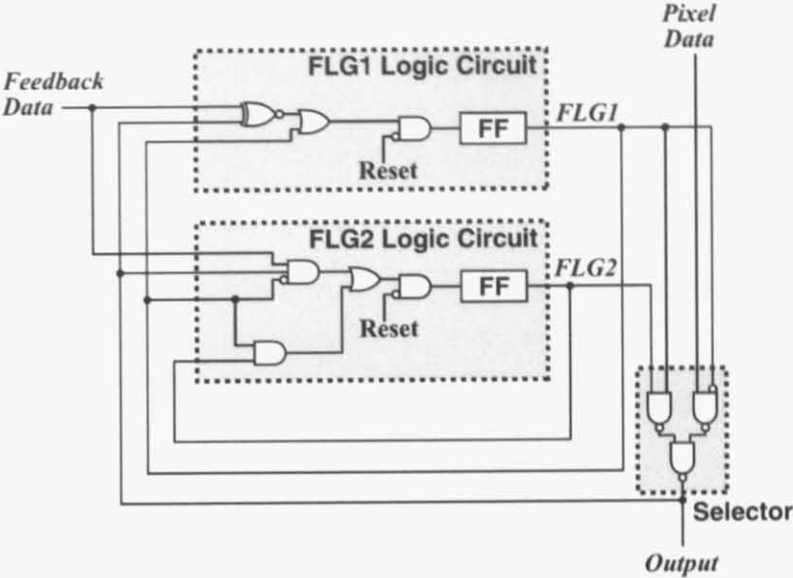 Pixel
Data
FLG1 Logic Circuit
Feedback
Data
FLG1
FF
Reset
FLG2 Logic Circuit
FLG2
FF
Reset
Selector
Output